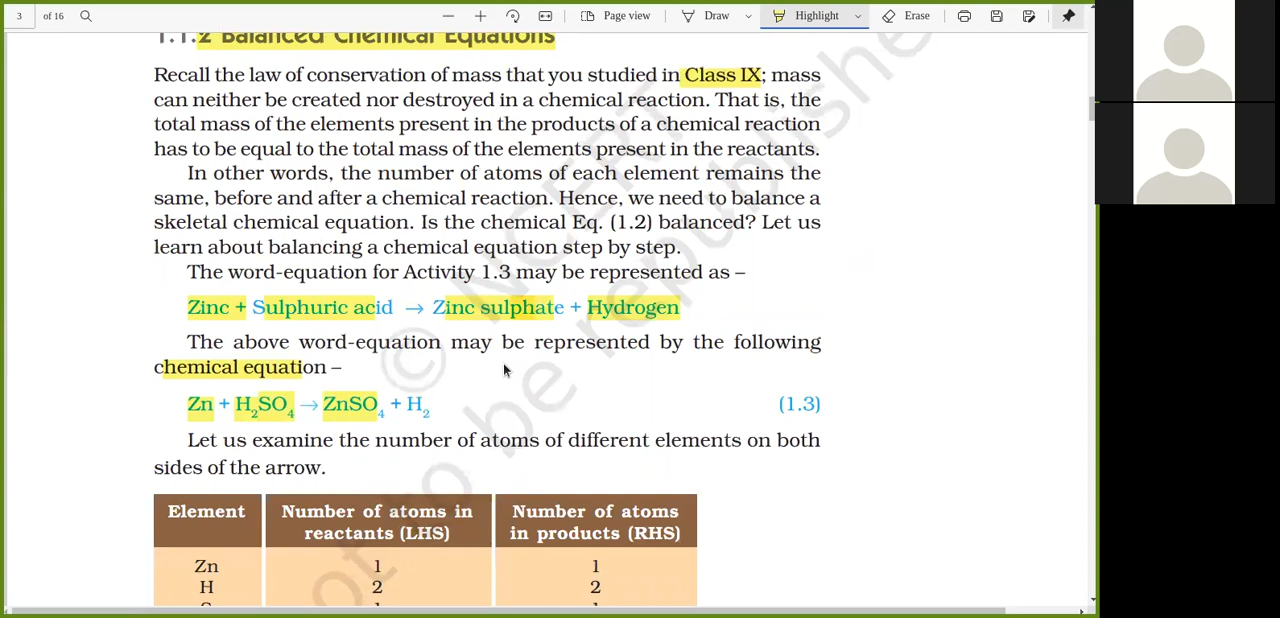 3 of 16 Page view Draw Highlight Erase
1.1.2 Balanced Chemical Equations
Recall the law of conservation of mass that you studied in Class IX; mass
can neither be created nor destroyed in a chemical reaction. That is, the
total mass of the elements present in the products of a chemical reaction
has to be equal to the total mass of the elements present in the reactants.
In other words, the number of atoms of each element remains the
same, before and after a chemical reaction. Hence, we need to balance a
skeletal chemical equation. Is the chemical Eq. (1.2) balanced? Let us
learn about balancing a chemical equation step by step.
The word-equation for Activity 1.3 may be represented as –
Zinc + Sulphuric acid → Zinc sulphate + Hydrogen
The above word-equation may be represented by the following
chemical equation –
Zn + H₂SO₄ → ZnSO₄ + H₂ (1.3)
Let us examine the number of atoms of different elements on both
sides of the arrow.
Element Number of atoms in Number of atoms
reactants (LHS) in products (RHS)
Zn 1 1
H 2 2
© NCERT
not to be republished